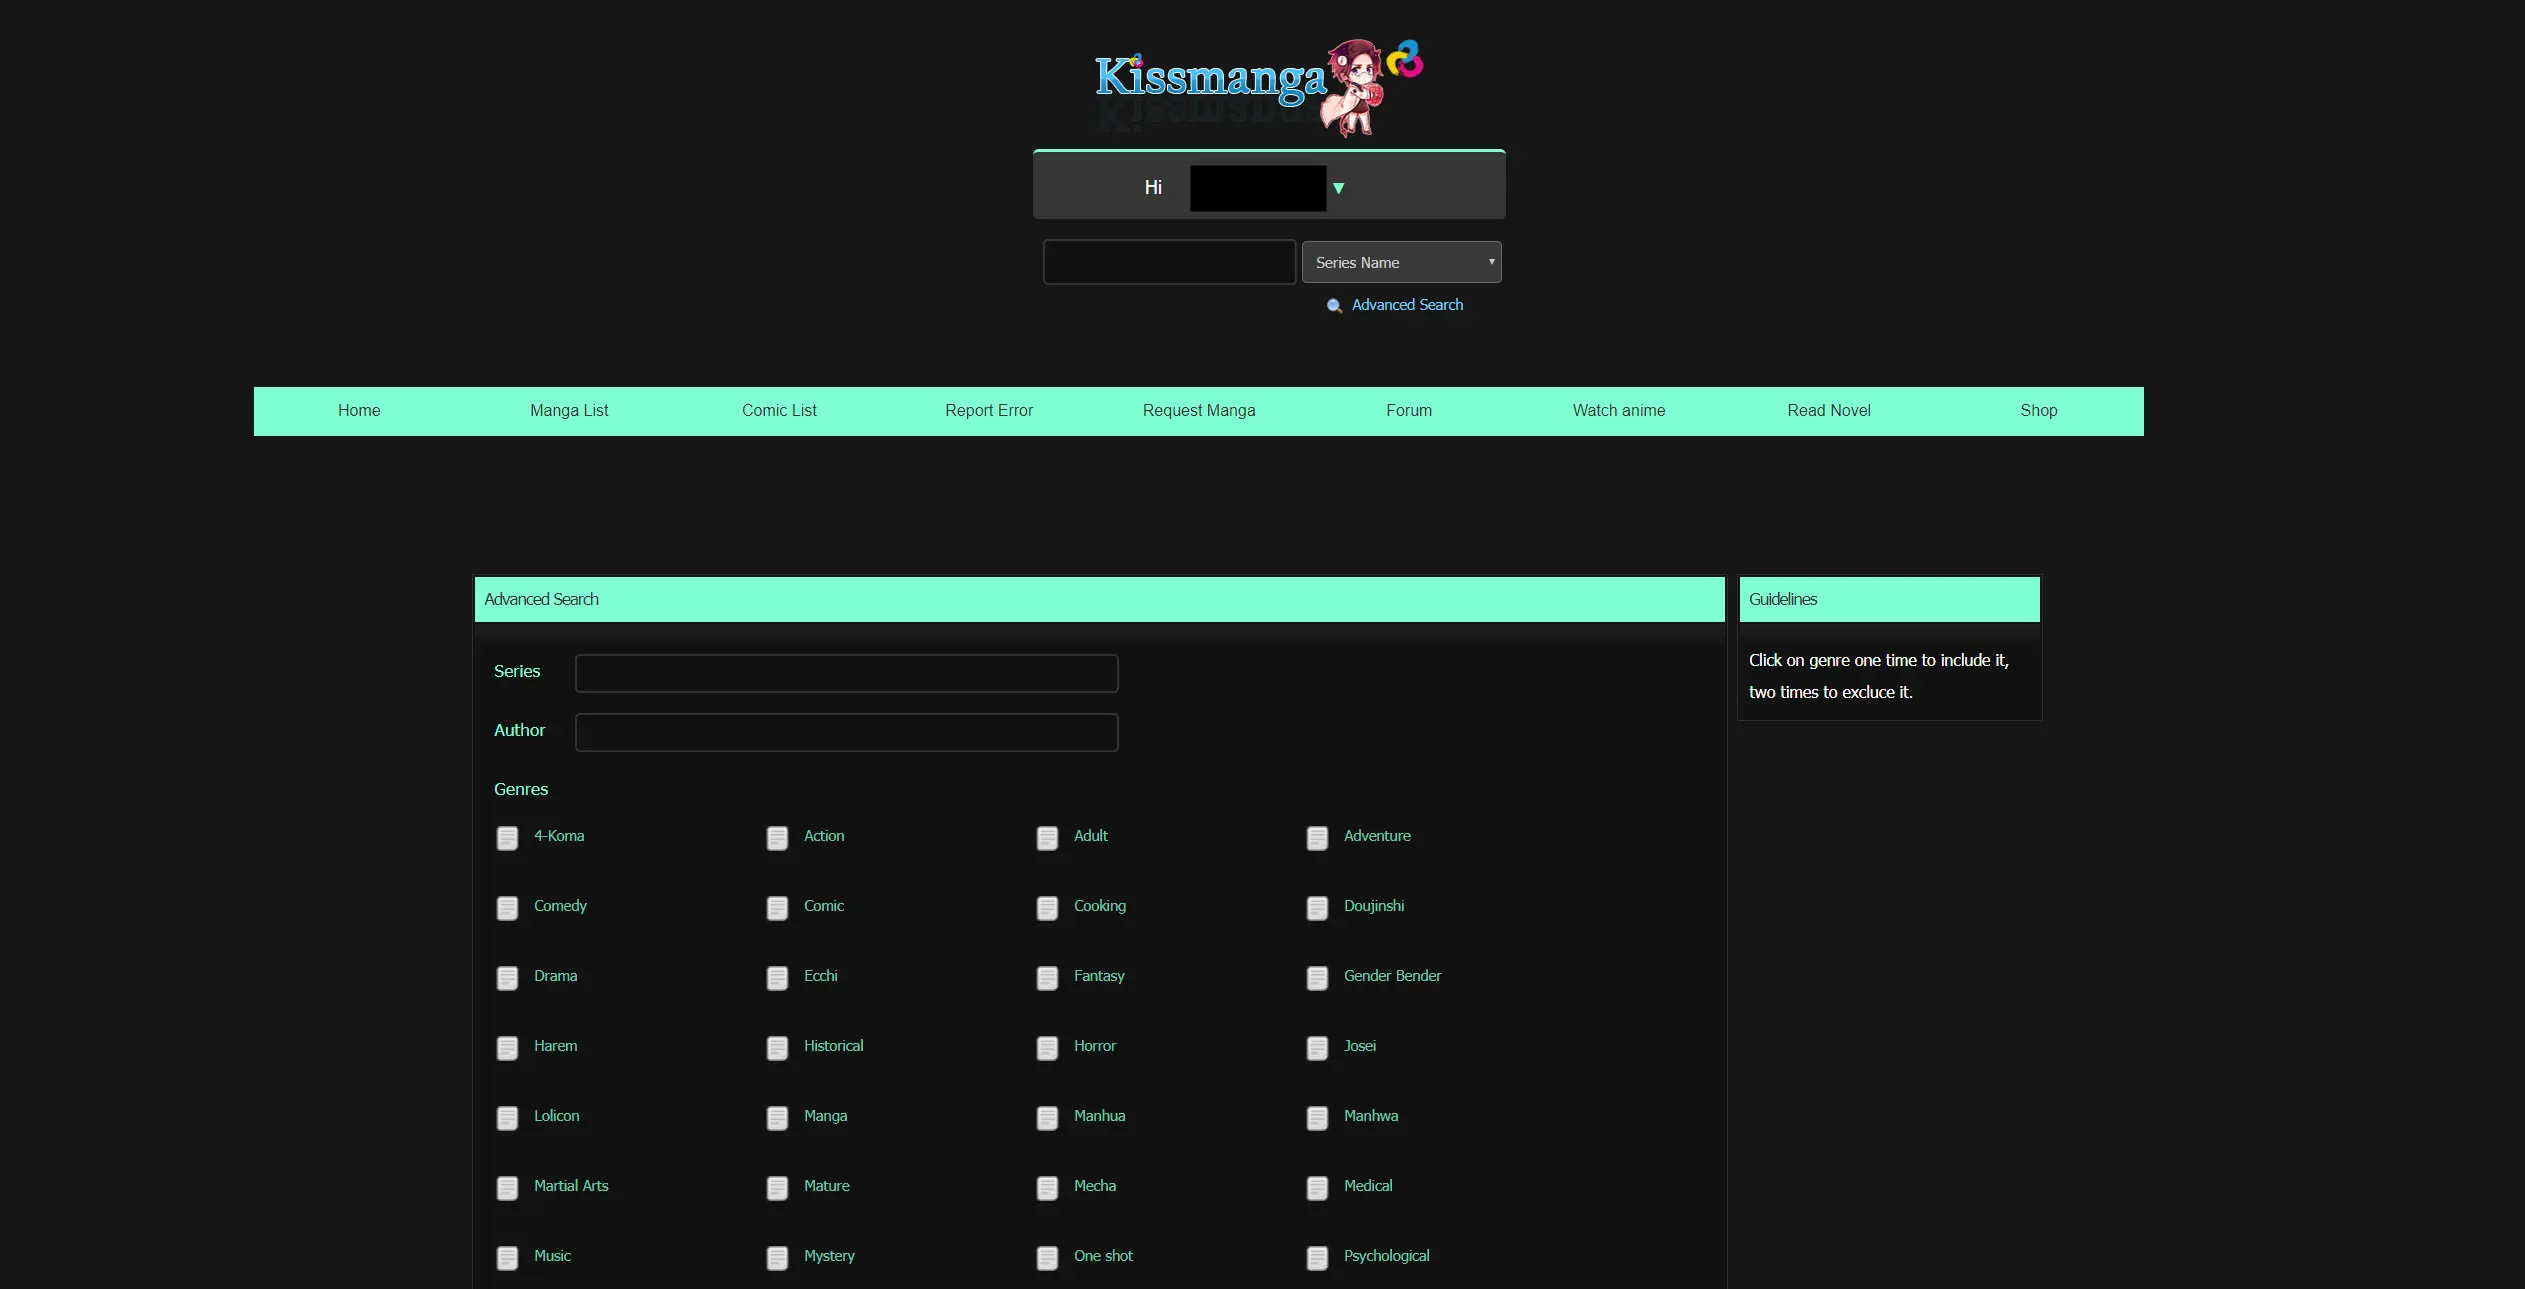 Kissmanga
Hi ▼
Series Name ▾
Advanced Search
Home Manga List Comic List Report Error Request Manga Forum Watch anime Read Novel Shop
Advanced Search
Series
Author
Genres
4-Koma Action Adult Adventure
Comedy Comic Cooking Doujinshi
Drama Ecchi Fantasy Gender Bender
Harem Historical Horror Josei
Lolicon Manga Manhua Manhwa
Martial Arts Mature Mecha Medical
Music Mystery One shot Psychological
Guidelines
Click on genre one time to include it,
two times to excluce it.